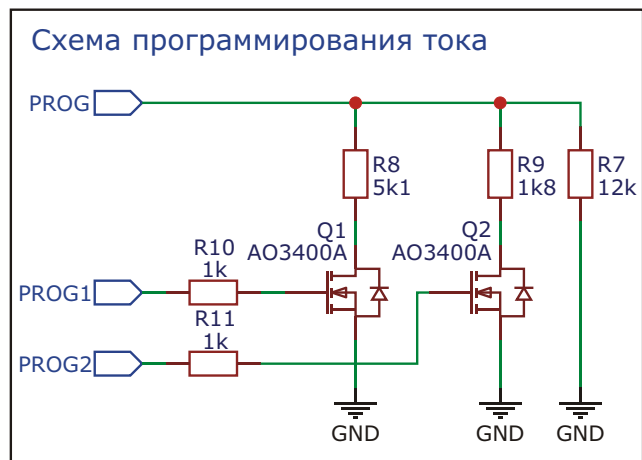 Схема программирования тока
PROG
R8
5k1
R9
1k8
R7
12k
Q1
AO3400A
Q2
AO3400A
R10
1k
PROG1
R11
1k
PROG2
GND
GND
GND